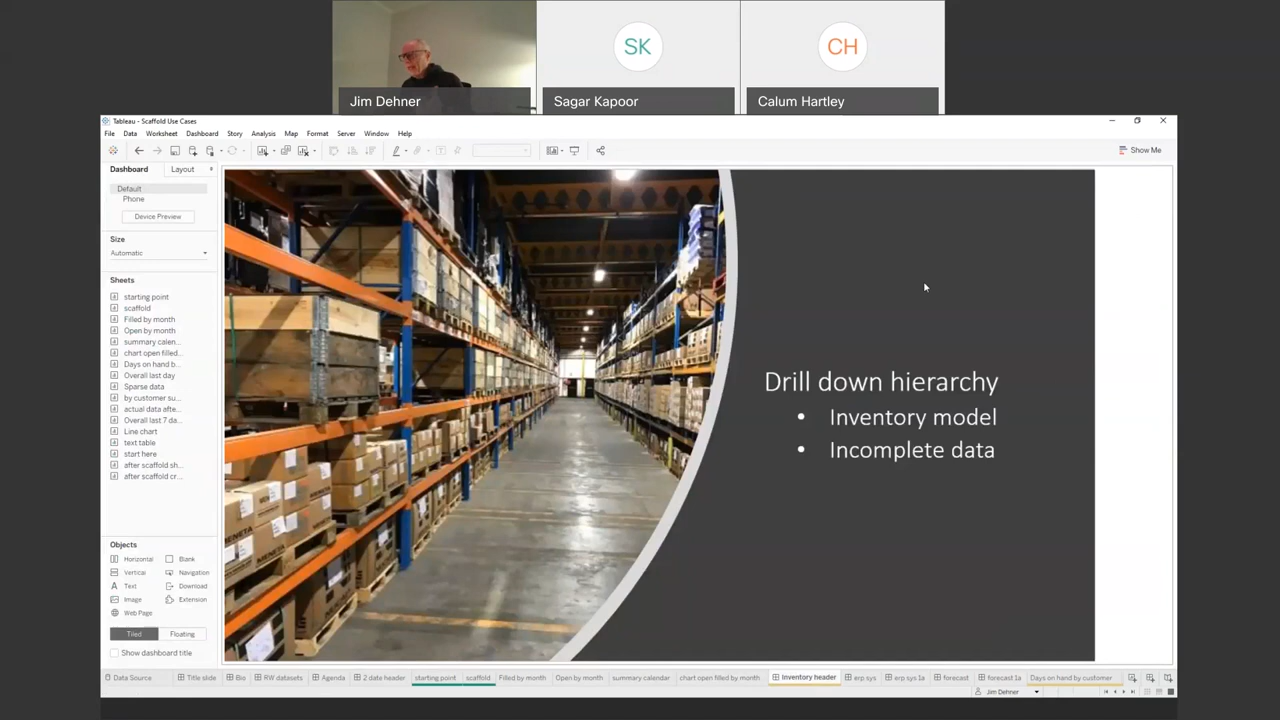 SK
CH
Jim Dehner
Sagar Kapoor
Calum Hartley
Tableau - Scaffold Use Cases
File Data Worksheet Dashboard Story Analysis Map Format Server Window Help
Show Me
Dashboard Layout
Default
Phone
Device Preview
Size
Automatic
Sheets
starting point
scaffold
Filled by month
Open by month
summary calen...
chart open filled...
Days on hand b...
Overall last day
Sparse data
by customer su...
actual data afte...
Overall last 7 da...
Line chart
text table
start here
after scaffold sh...
after scaffold cr...
Objects
Horizontal Blank
Vertical Navigation
Text Download
Image Extension
Web Page
Tiled Floating
Show dashboard title
Drill down hierarchy
• Inventory model
• Incomplete data
Data Source Title slide Bio RW datasets Agenda 2 date header starting point scaffold Filled by month Open by month summary calendar chart open filled by month Inventory header erp sys erp sys 1a forecast forecast 1a Days on hand by customer
Jim Dehner